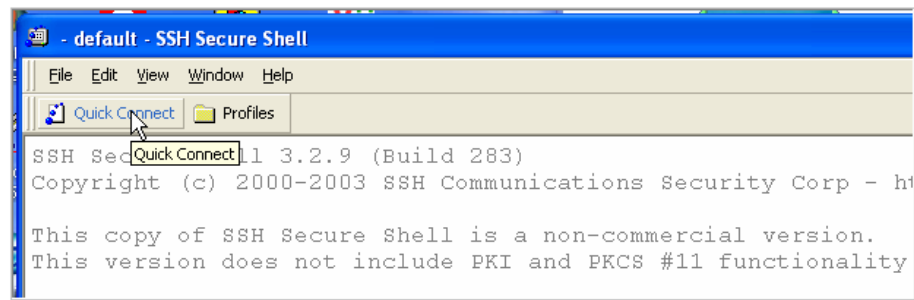 - default - SSH Secure Shell
File Edit View Window Help
Quick Connect Profiles
Quick Connect
SSH Sec ll 3.2.9 (Build 283)
Copyright (c) 2000-2003 SSH Communications Security Corp - ht
This copy of SSH Secure Shell is a non-commercial version.
This version does not include PKI and PKCS #11 functionality